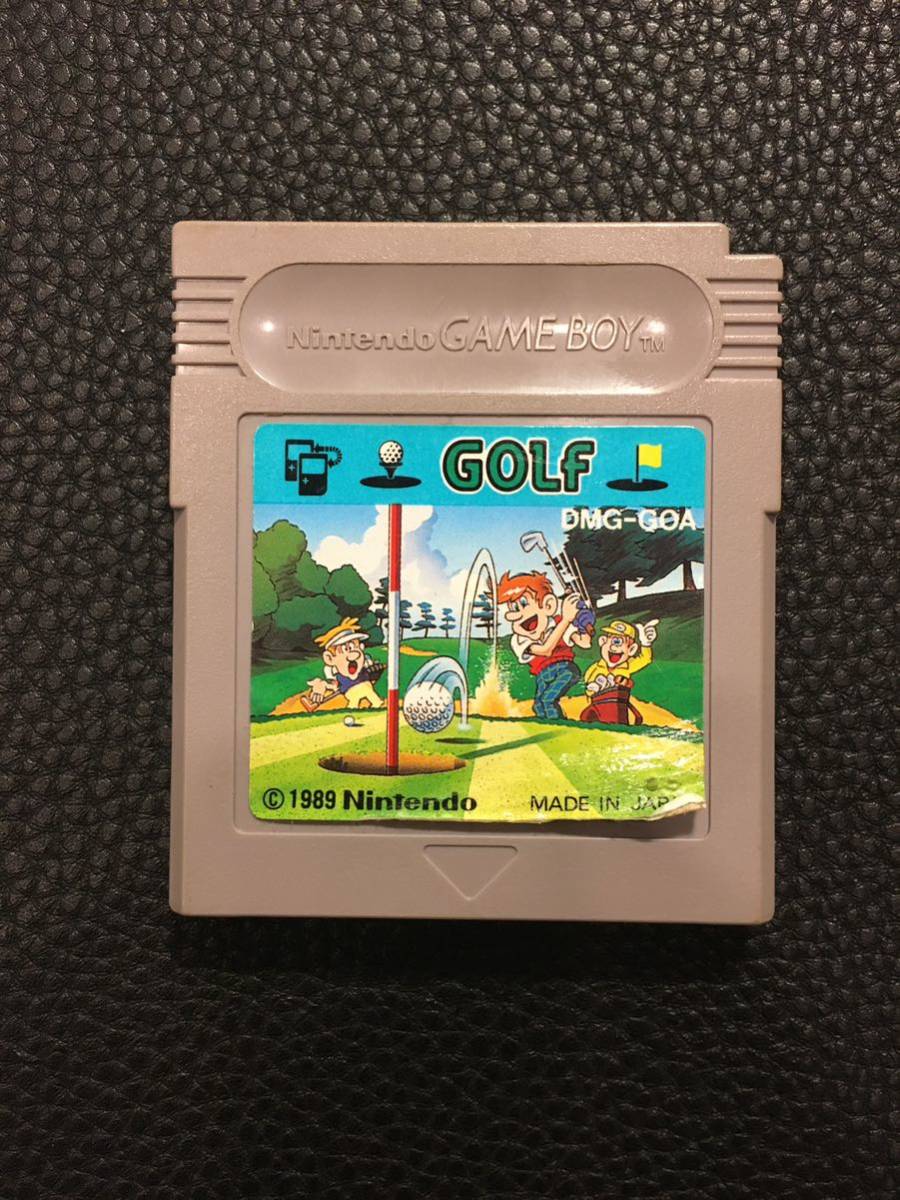 Nintendo GAME BOY TM
GOLF
DMG-GOA
© 1989 Nintendo
MADE IN JAP